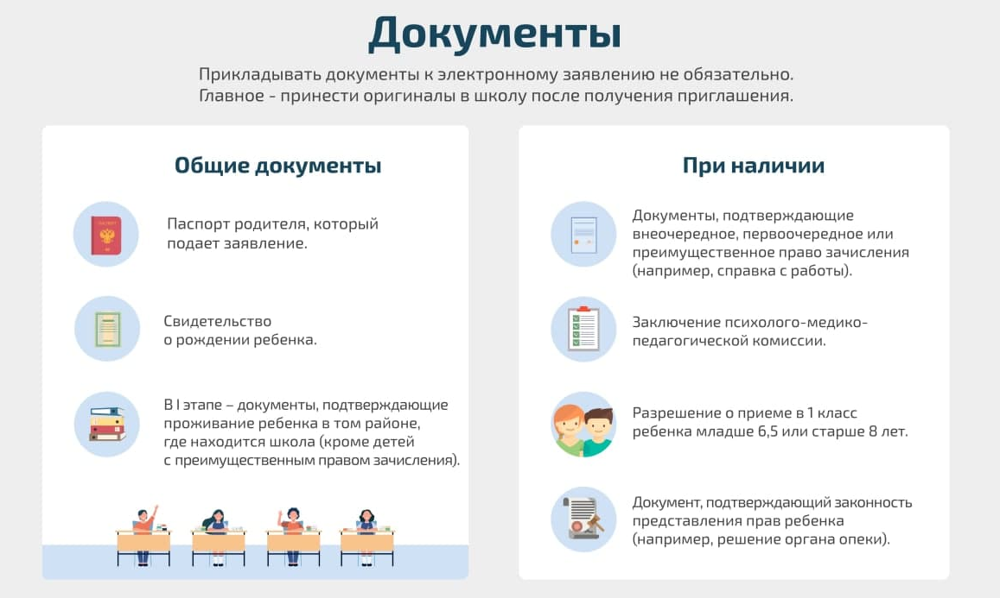 Документы
Прикладывать документы к электронному заявлению не обязательно.
Главное - принести оригиналы в школу после получения приглашения.
Общие документы
Паспорт родителя, который
подает заявление.
Свидетельство
о рождении ребенка.
В I этапе – документы, подтверждающие
проживание ребенка в том районе,
где находится школа (кроме детей
с преимущественным правом зачисления).
При наличии
Документы, подтверждающие
внеочередное, первоочередное или
преимущественное право зачисления
(например, справка с работы).
Заключение психолого-медико-
педагогической комиссии.
Разрешение о приеме в 1 класс
ребенка младше 6,5 или старше 8 лет.
Документ, подтверждающий законность
представления прав ребенка
(например, решение органа опеки).